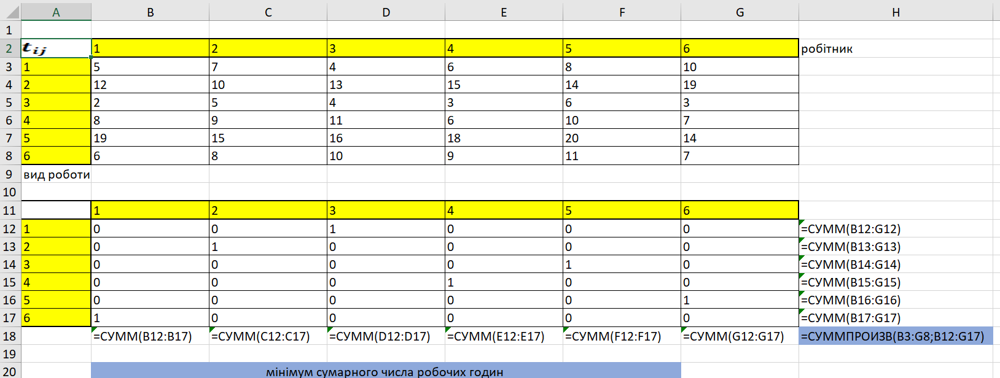 A B C D E F G H
1
2 tij 1 2 3 4 5 6 робітник
3 1 5 7 4 6 8 10
4 2 12 10 13 15 14 19
5 3 2 5 4 3 6 3
6 4 8 9 11 6 10 7
7 5 19 15 16 18 20 14
8 6 6 8 10 9 11 7
9 вид роботи
10
11 1 2 3 4 5 6
12 1 0 0 1 0 0 0 =СУММ(B12:G12)
13 2 0 1 0 0 0 0 =СУММ(B13:G13)
14 3 0 0 0 0 1 0 =СУММ(B14:G14)
15 4 0 0 0 1 0 0 =СУММ(B15:G15)
16 5 0 0 0 0 0 1 =СУММ(B16:G16)
17 6 1 0 0 0 0 0 =СУММ(B17:G17)
18 =СУММ(B12:B17) =СУММ(C12:C17) =СУММ(D12:D17) =СУММ(E12:E17) =СУММ(F12:F17) =СУММ(G12:G17) =СУММПРОИЗВ(B3:G8;B12:G17)
19
20 мінімум сумарного числа робочих годин